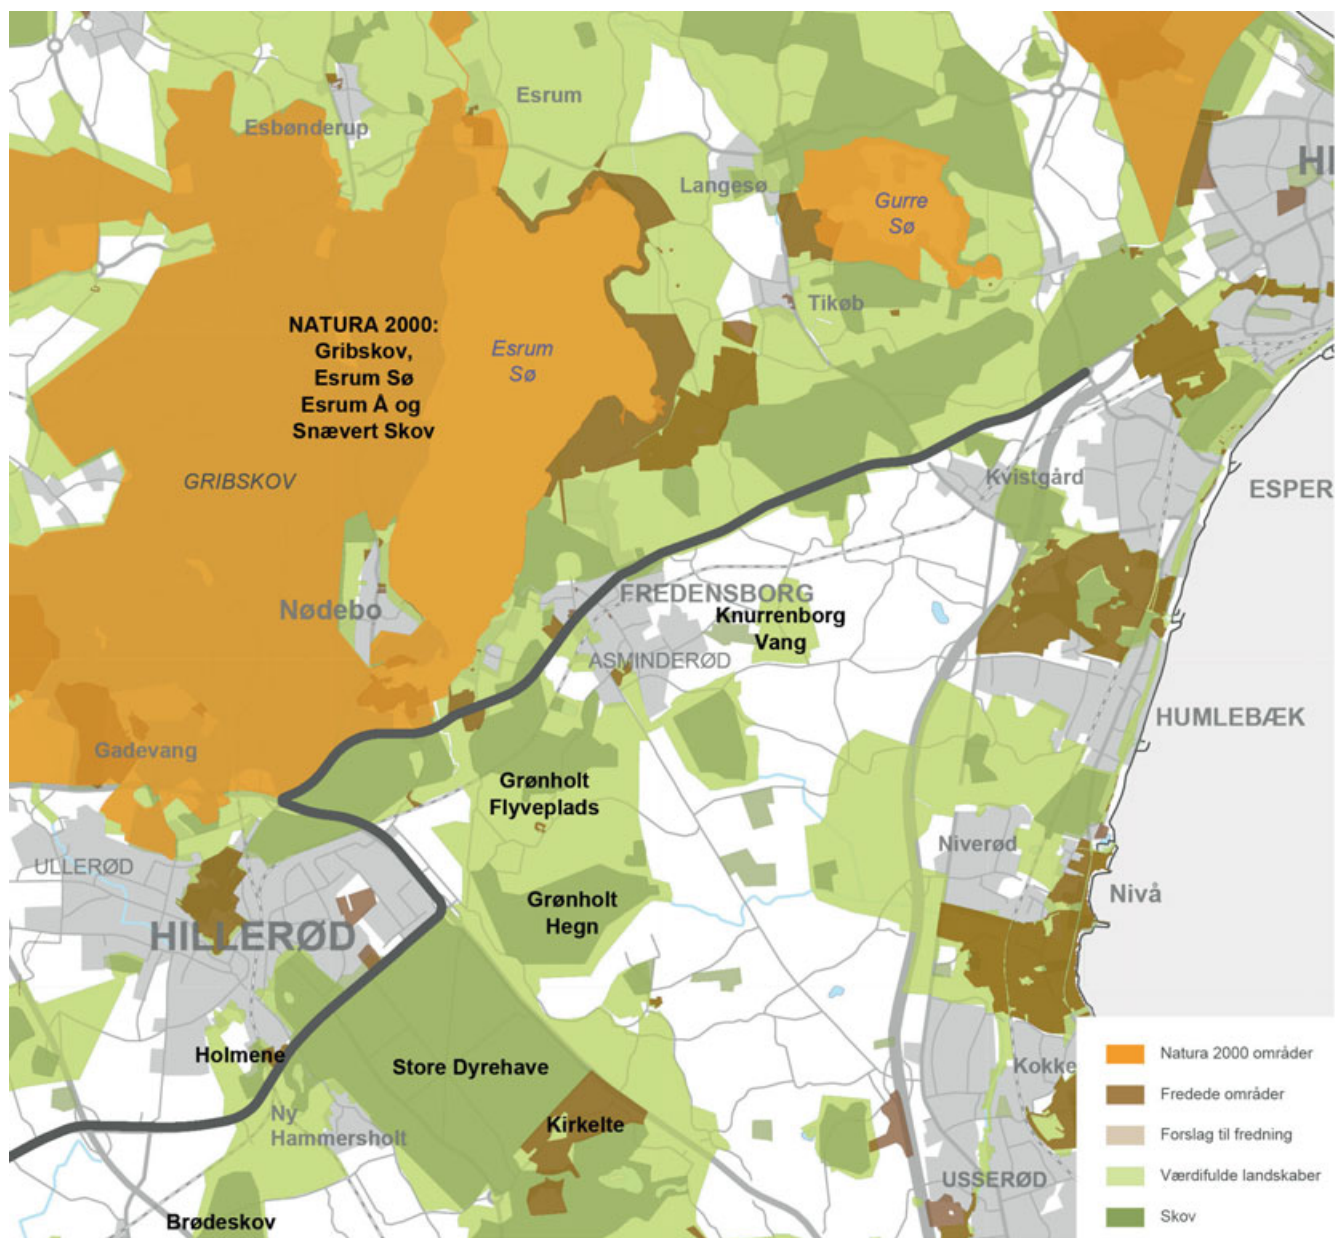 Esrum
Esbønderup
Langesø
Gurre
Sø
Tikøb
NATURA 2000:
Gribskov,
Esrum Sø
Esrum Å og
Snævert Skov
Esrum
Sø
GRIBSKOV
Kvistgård
ESPER
Nødebo
FREDENSBORG
Knurrenborg
Vang
ASMINDERØD
HUMLEBÆK
Gadevang
Grønholt
Flyveplads
ULLERØD
Niverød
Nivå
Grønholt
Hegn
HILLERØD
Holmene
Store Dyrehave
Ny
Hammersholt
Kirkelte
Kokke
USSERØD
Brødeskov
Natura 2000 områder
Fredede områder
Forslag til fredning
Værdifulde landskaber
Skov